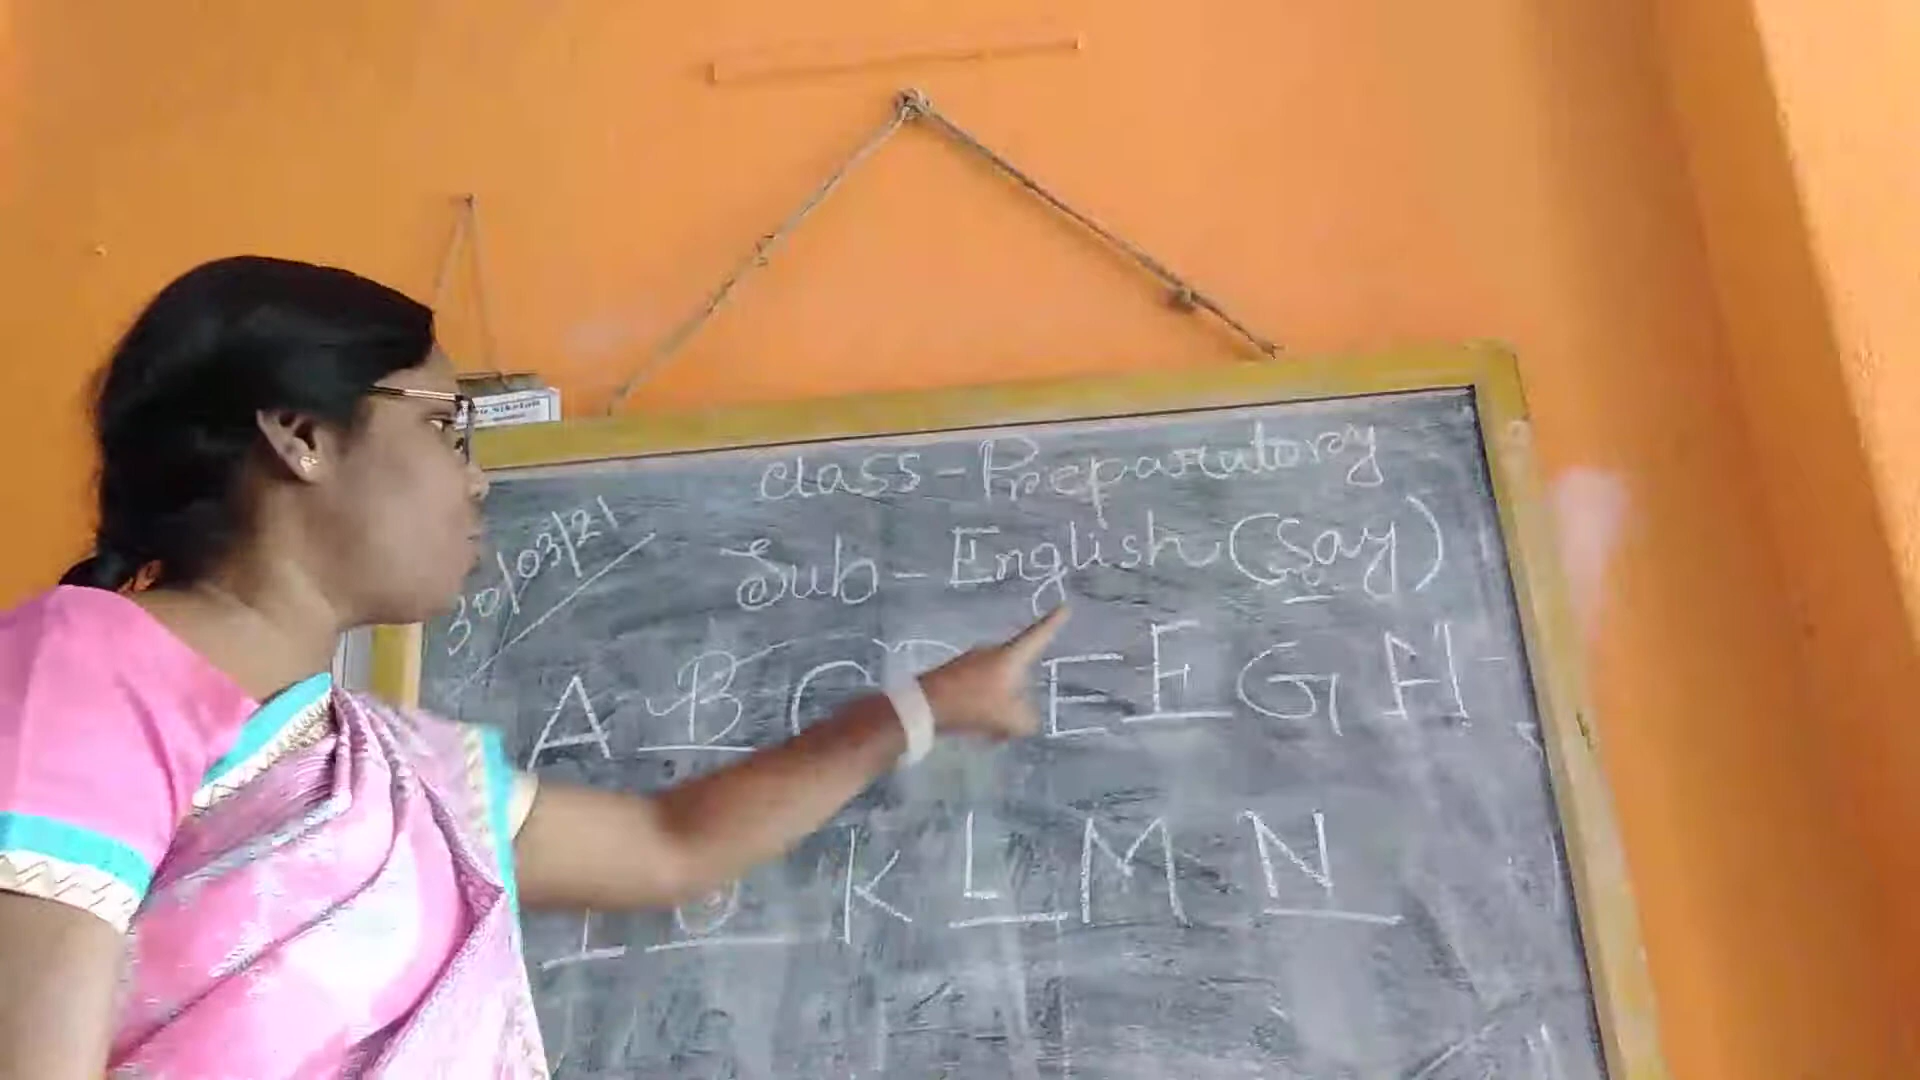 class - Preparatory
30/03/21
Sub - English (Say)
A B C D E F G H
I J K L M N